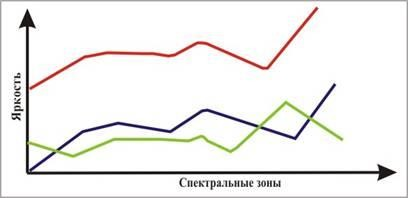 Яркость
Спектральные зоны